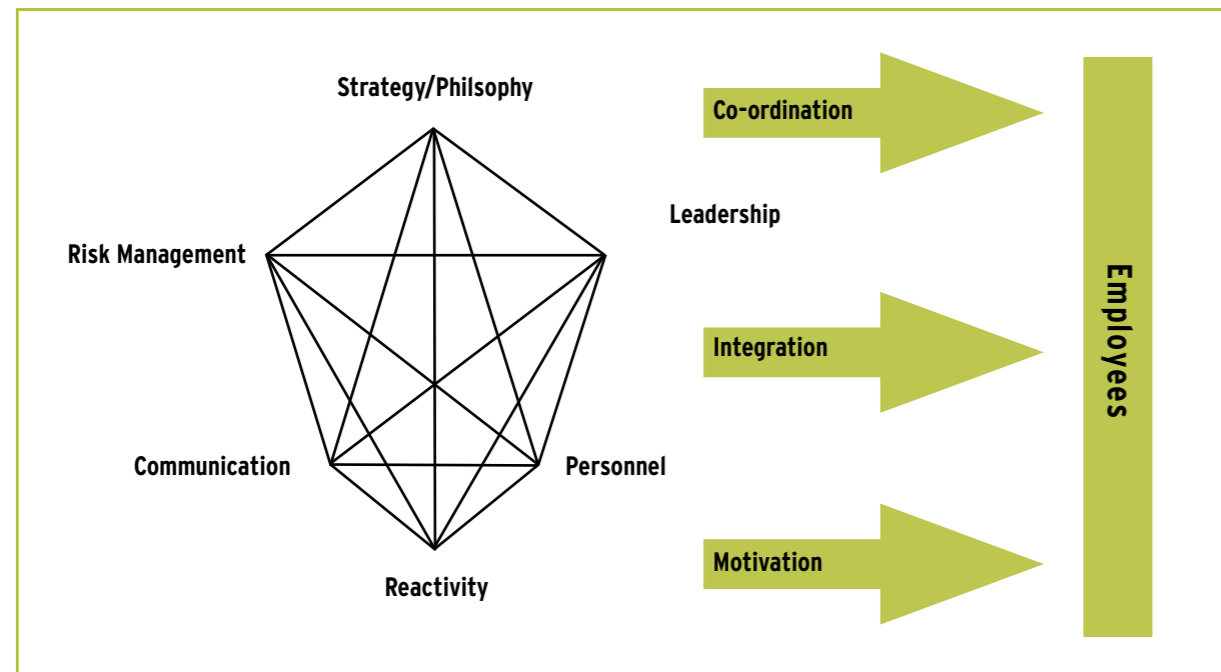 Strategy/Philsophy
Co-ordination
Leadership
Risk Management
Employees
Integration
Communication
Personnel
Motivation
Reactivity